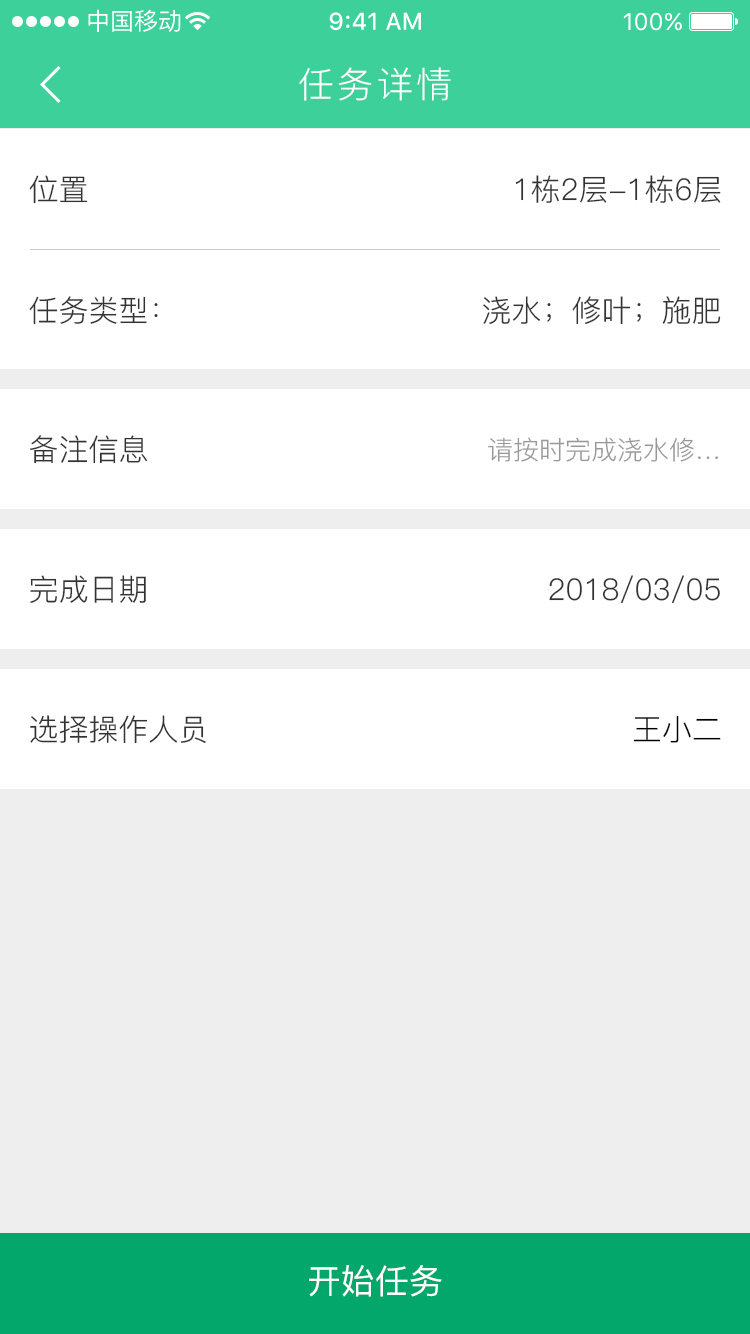 中国移动 9:41 AM 100%
任务详情
位置 1栋2层-1栋6层
任务类型: 浇水；修叶；施肥
备注信息 请按时完成浇水修...
完成日期 2018/03/05
选择操作人员 王小二
开始任务